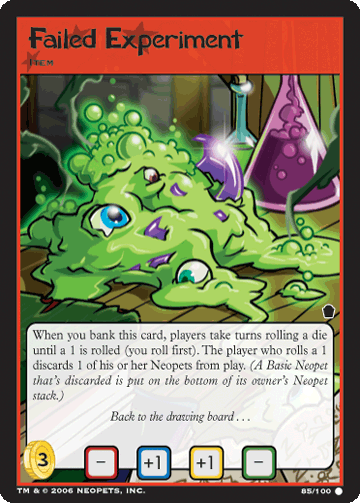 Failed Experiment
Item
When you bank this card, players take turns rolling a die
until a 1 is rolled (you roll first). The player who rolls a 1
discards 1 of his or her Neopets from play. (A Basic Neopet
that's discarded is put on the bottom of its owner's Neopet
stack.)
Back to the drawing board . . .
3
–
+1
+1
–
TM & © 2006 NEOPETS, INC.
85/100